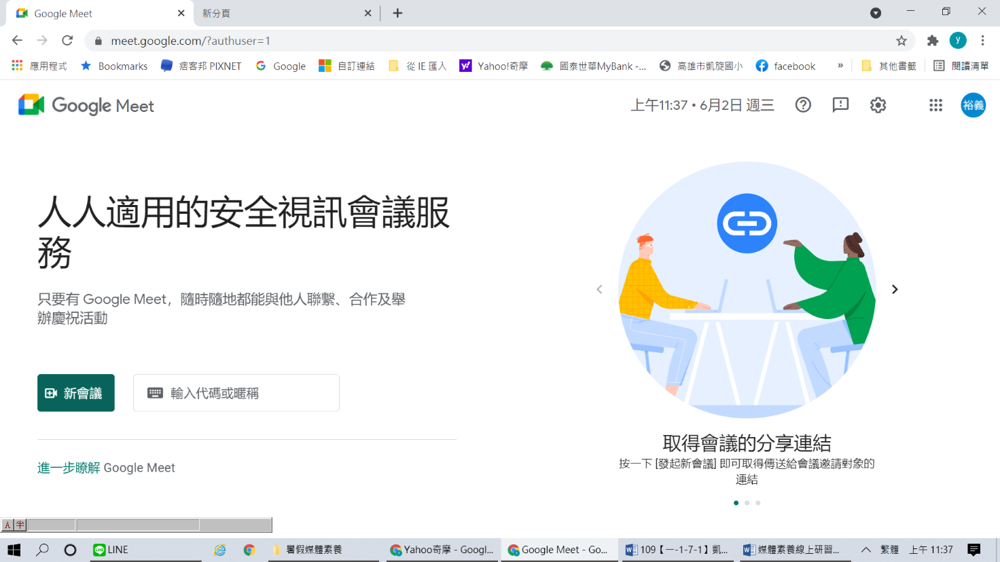 Google Meet
新分頁
meet.google.com/?authuser=1
y
應用程式
Bookmarks
痞客邦 PIXNET
Google
自訂連結
從 IE 匯入
Yahoo!奇摩
國泰世華MyBank -...
高雄市凱旋國小
facebook
»
其他書籤
閱讀清單
Google Meet
上午11:37 • 6月2日 週三
裕義
人人適用的安全視訊會議服
務
只要有 Google Meet，隨時隨地都能與他人聯繫、合作及舉
辦慶祝活動
新會議
輸入代碼或暱稱
進一步瞭解 Google Meet
取得會議的分享連結
按一下 [發起新會議] 即可取得傳送給會議邀請對象的
連結
A 半
LINE
暑假媒體素養
Yahoo奇摩 - Googl...
Google Meet - Go...
109【一-1-7-1】凱...
媒體素養線上研習...
繁體
上午 11:37